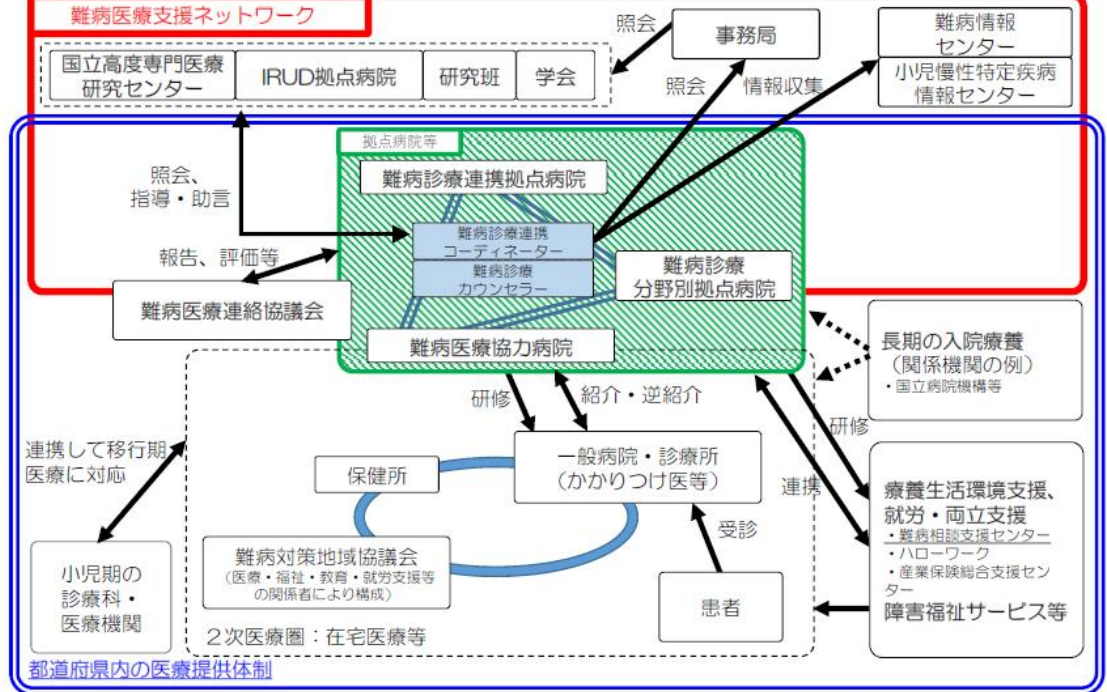 難病医療支援ネットワーク
照会
事務局
難病情報
センター
国立高度専門医療
研究センター
IRUD拠点病院
研究班
学会
照会
情報収集
小児慢性特定疾病
情報センター
拠点病院等
難病診療連携拠点病院
照会、
指導・助言
難病診療連携
コーディネーター
難病診療
カウンセラー
難病診療
分野別拠点病院
報告、評価等
難病医療連絡協議会
難病医療協力病院
長期の入院療養
(関係機関の例)
・国立病院機構等
研修
紹介・逆紹介
研修
連携して移行期
医療に対応
保健所
一般病院・診療所
(かかりつけ医等)
連携
療養生活環境支援、
就労・両立支援
・難病相談支援センター
・ハローワーク
・産業保険総合支援セン
ター
障害福祉サービス等
受診
難病対策地域協議会
(医療・福祉・教育・就労支援等
の関係者により構成)
小児期の
診療科・
医療機関
患者
2次医療圏:在宅医療等
都道府県内の医療提供体制